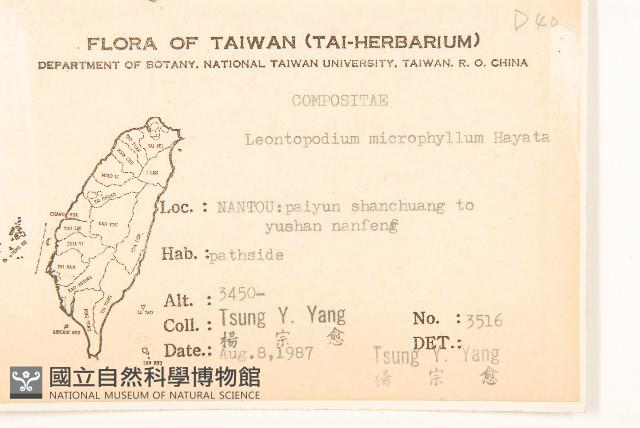 D40
FLORA OF TAIWAN (TAI-HERBARIUM)
DEPARTMENT OF BOTANY, NATIONAL TAIWAN UNIVERSITY, TAIWAN. R. O. CHINA
COMPOSITAE
Leontopodium microphyllum Hayata
Loc. : NANTOU:paiyun shanchuang to
yushan nanfeng
Hab. :pathside
Alt. : 3450-
Coll. : Tsung Y. Yang No. : 3516
楊 宗 愈 DET.:
Date.: Aug.8,1987 Tsung Y. Yang
楊 宗 愈
國立自然科學博物館
NATIONAL MUSEUM OF NATURAL SCIENCE